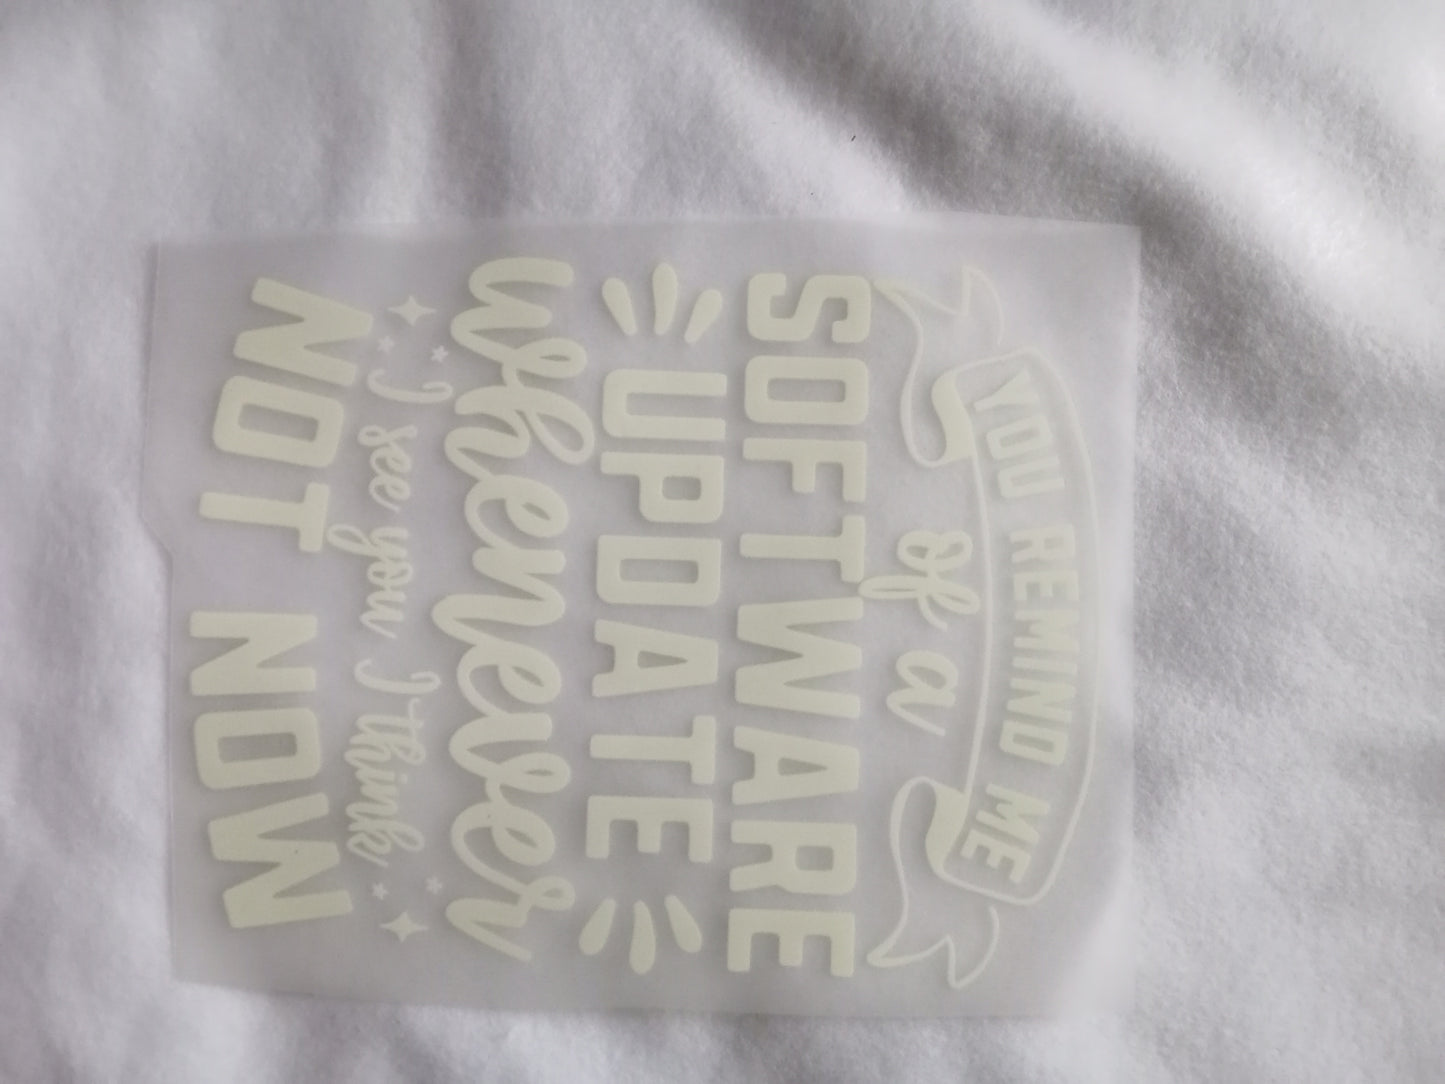 YOU REMIND ME
of a
SOFTWARE
UPDATE
whenever
I see you I think
NOT NOW